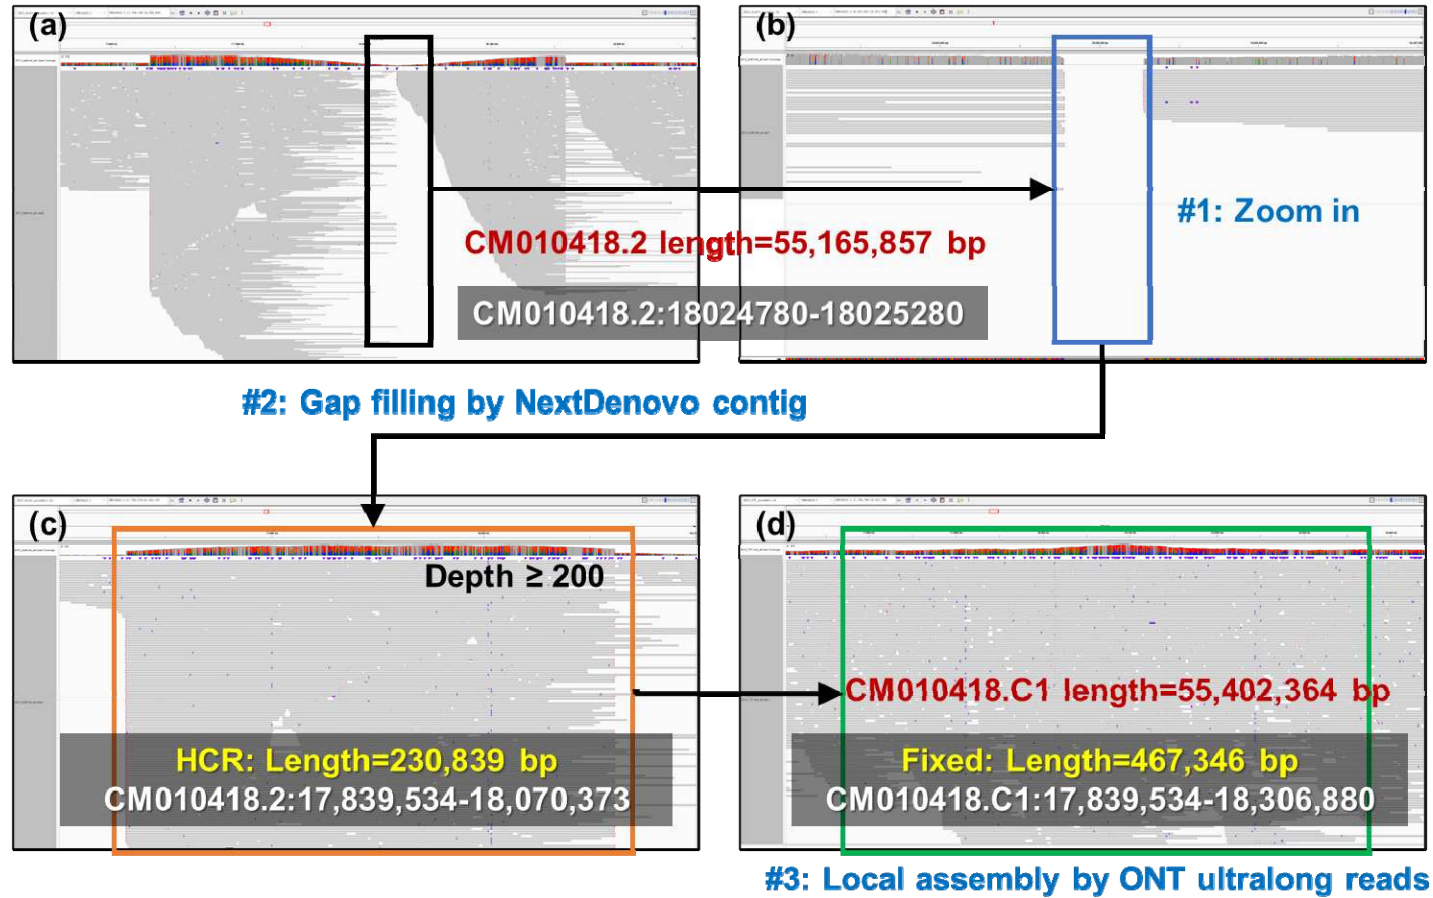 (a)
(b)
#1: Zoom in
CM010418.2 length=55,165,857 bp
CM010418.2:18024780-18025280
#2: Gap filling by NextDenovo contig
(c)
(d)
Depth ≥ 200
CM010418.C1 length=55,402,364 bp
HCR: Length=230,839 bp
CM010418.2:17,839,534-18,070,373
Fixed: Length=467,346 bp
CM010418.C1:17,839,534-18,306,880
#3: Local assembly by ONT ultralong reads